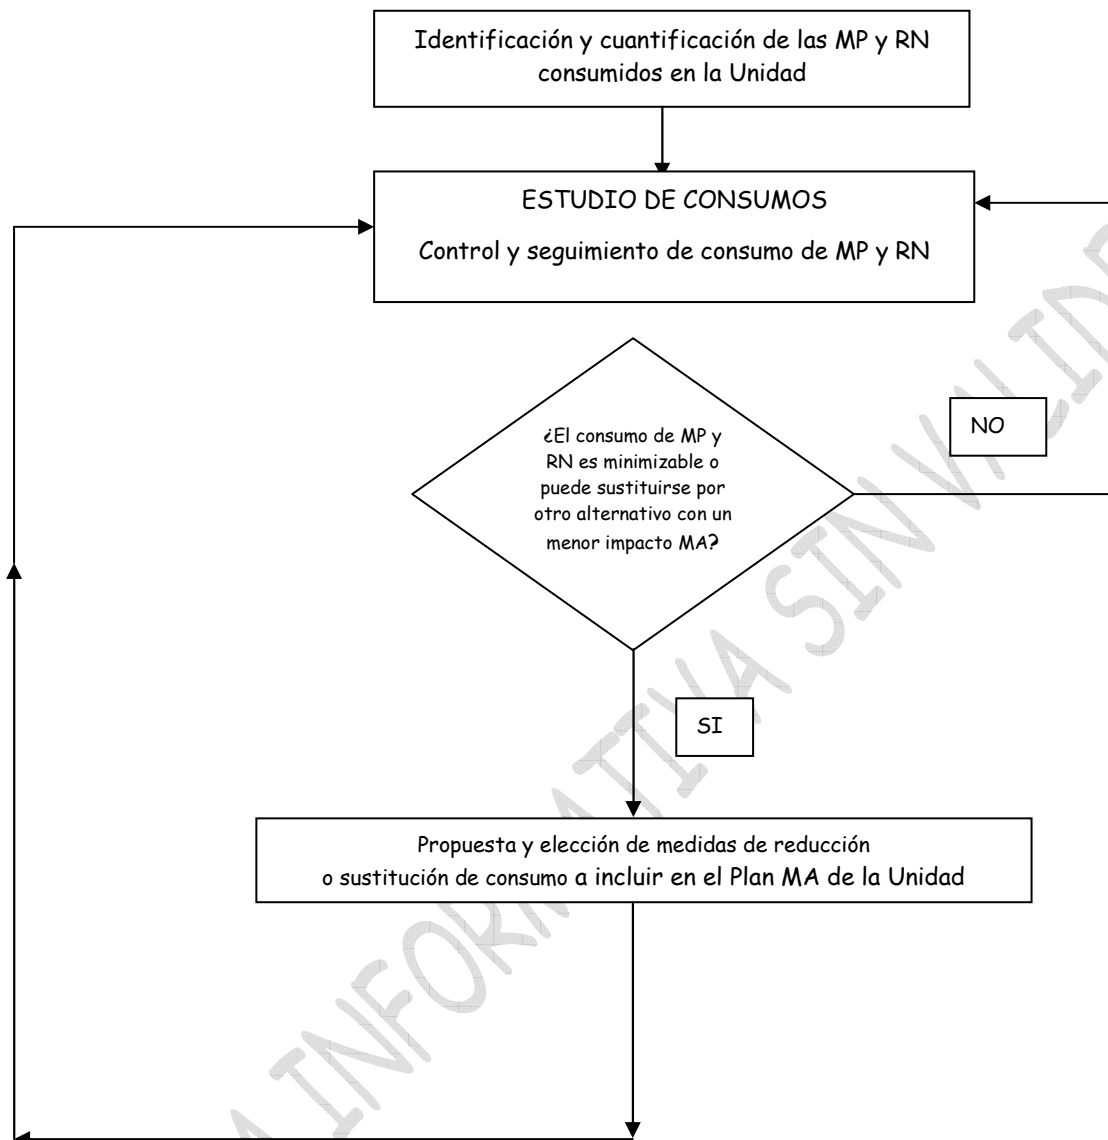 Identificación y cuantificación de las MP y RN
consumidos en la Unidad
ESTUDIO DE CONSUMOS
Control y seguimiento de consumo de MP y RN
¿El consumo de MP y
RN es minimizable o
puede sustituirse por
otro alternativo con un
menor impacto MA?
NO
SI
Propuesta y elección de medidas de reducción
o sustitución de consumo a incluir en el Plan MA de la Unidad
INFORMATIVA SIN